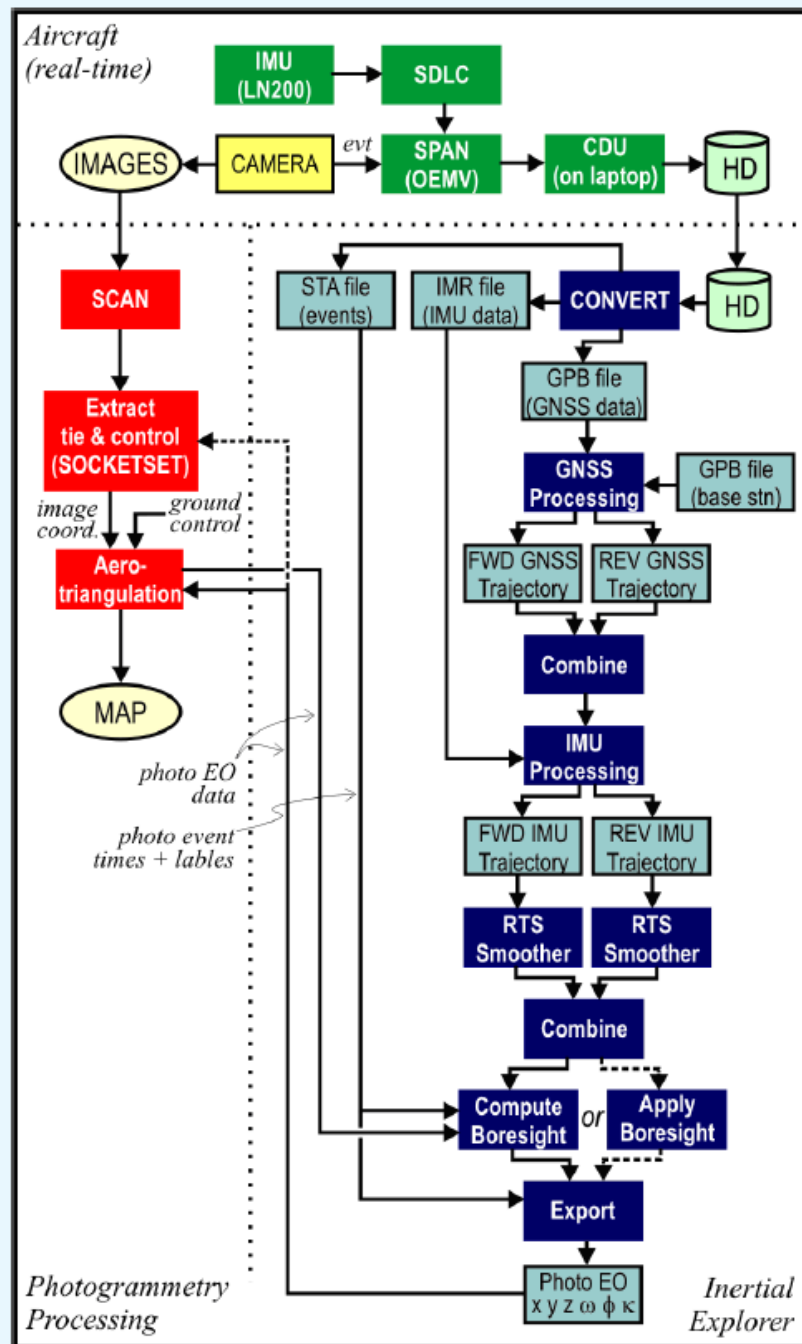 Aircraft
(real-time)
IMU
(LN200)
SDLC
IMAGES
CAMERA
evt
SPAN
(OEMV)
CDU
(on laptop)
HD
SCAN
STA file
(events)
IMR file
(IMU data)
CONVERT
HD
GPB file
(GNSS data)
Extract
tie & control
(SOCKETSET)
GNSS
Processing
GPB file
(base stn)
image
coord.
ground
control
Aero-
triangulation
FWD GNSS
Trajectory
REV GNSS
Trajectory
Combine
MAP
IMU
Processing
photo EO
data
photo event
times + lables
FWD IMU
Trajectory
REV IMU
Trajectory
RTS
Smoother
RTS
Smoother
Combine
Compute
Boresight
or
Apply
Boresight
Export
Photo EO
x y z ω ϕ κ
Photogrammetry
Processing
Inertial
Explorer